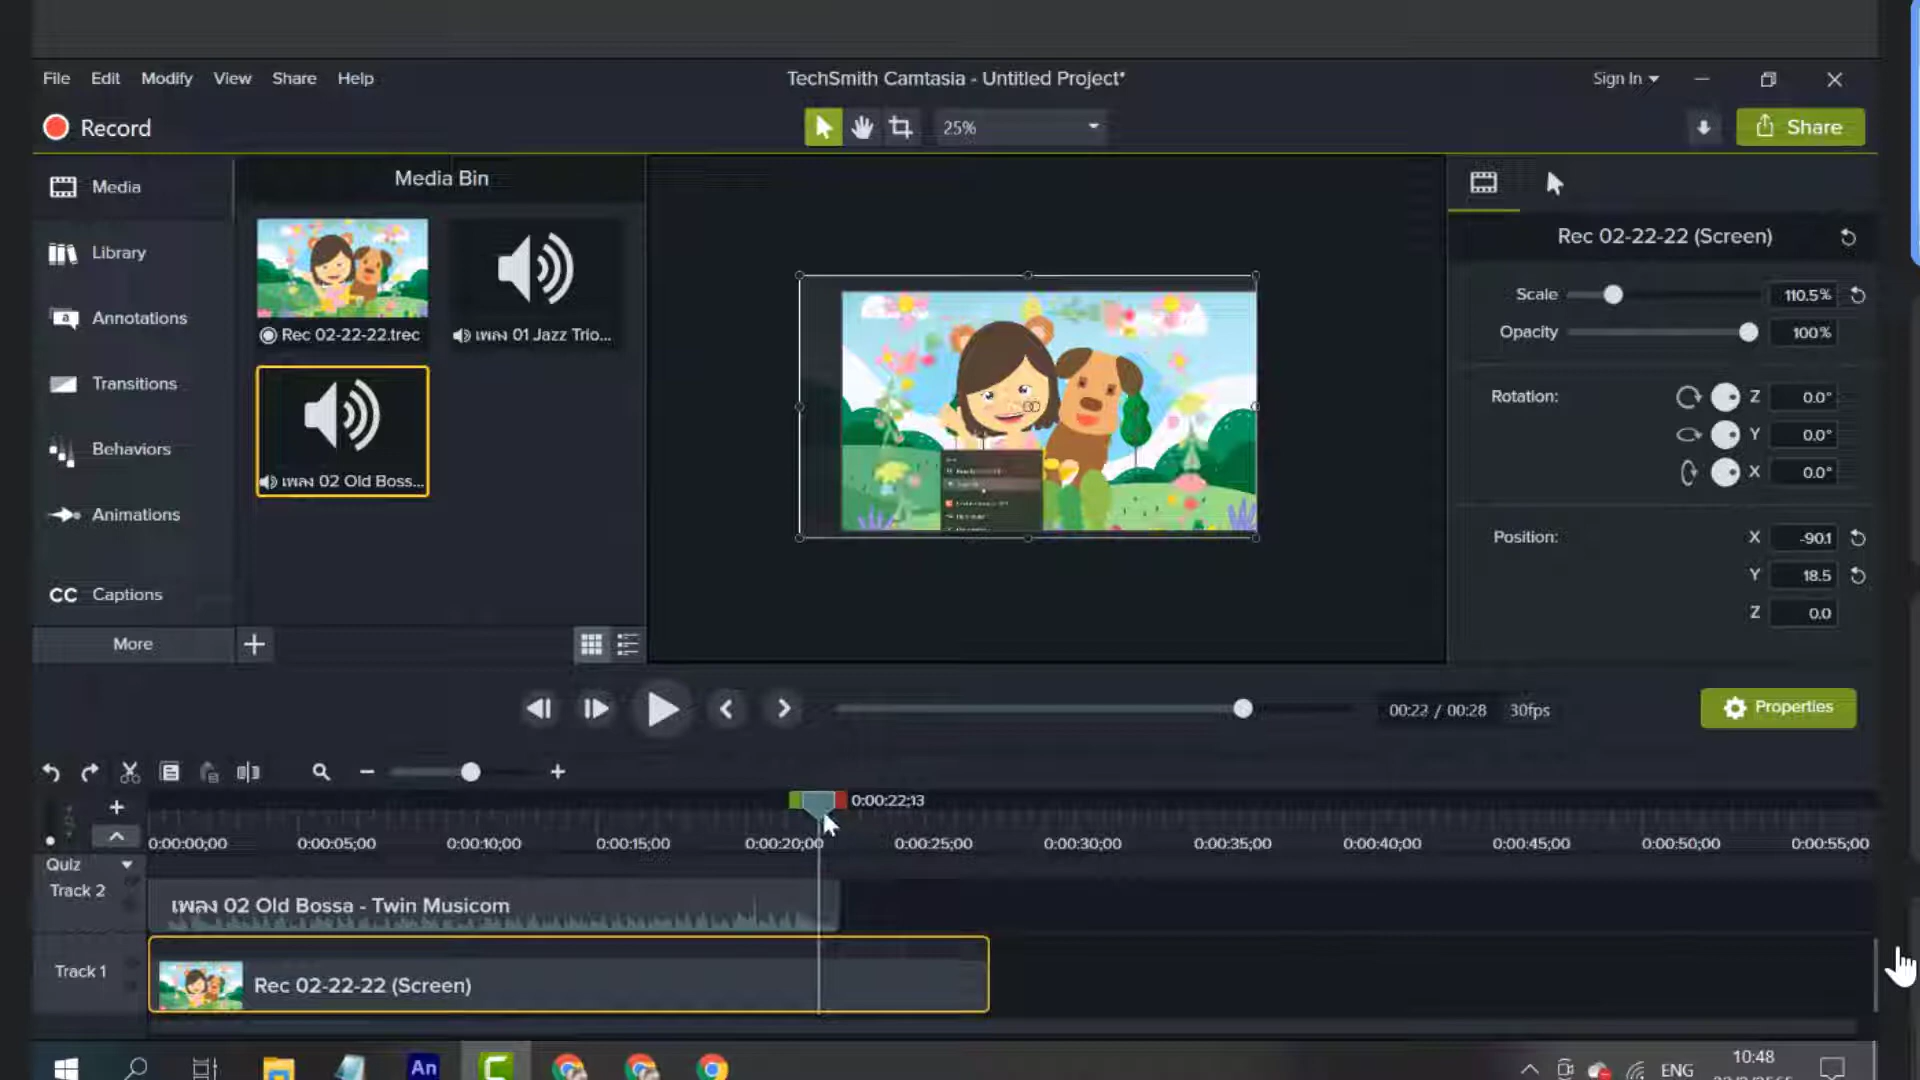 File Edit Modify View Share Help
TechSmith Camtasia - Untitled Project*
Sign In
Record
25%
Share
Media
Library
Annotations
Transitions
Behaviors
Animations
CC Captions
More
Media Bin
Rec 02-22-22.trec
เพลง 01 Jazz Trio...
เพลง 02 Old Boss...
Rec 02-22-22 (Screen)
Scale 110.5%
Opacity 100%
Rotation: Z 0.0°
Y 0.0°
X 0.0°
Position: X -90.1
Y 18.5
Z 0.0
00:22 / 00:28 30fps
Properties
0:00:22;13
0:00:00;00 0:00:05;00 0:00:10;00 0:00:15;00 0:00:20;00 0:00:25;00 0:00:30;00 0:00:35;00 0:00:40;00 0:00:45;00 0:00:50;00 0:00:55;00
Quiz
Track 2
เพลง 02 Old Bossa - Twin Musicom
Track 1
Rec 02-22-22 (Screen)
An
ENG
10:48